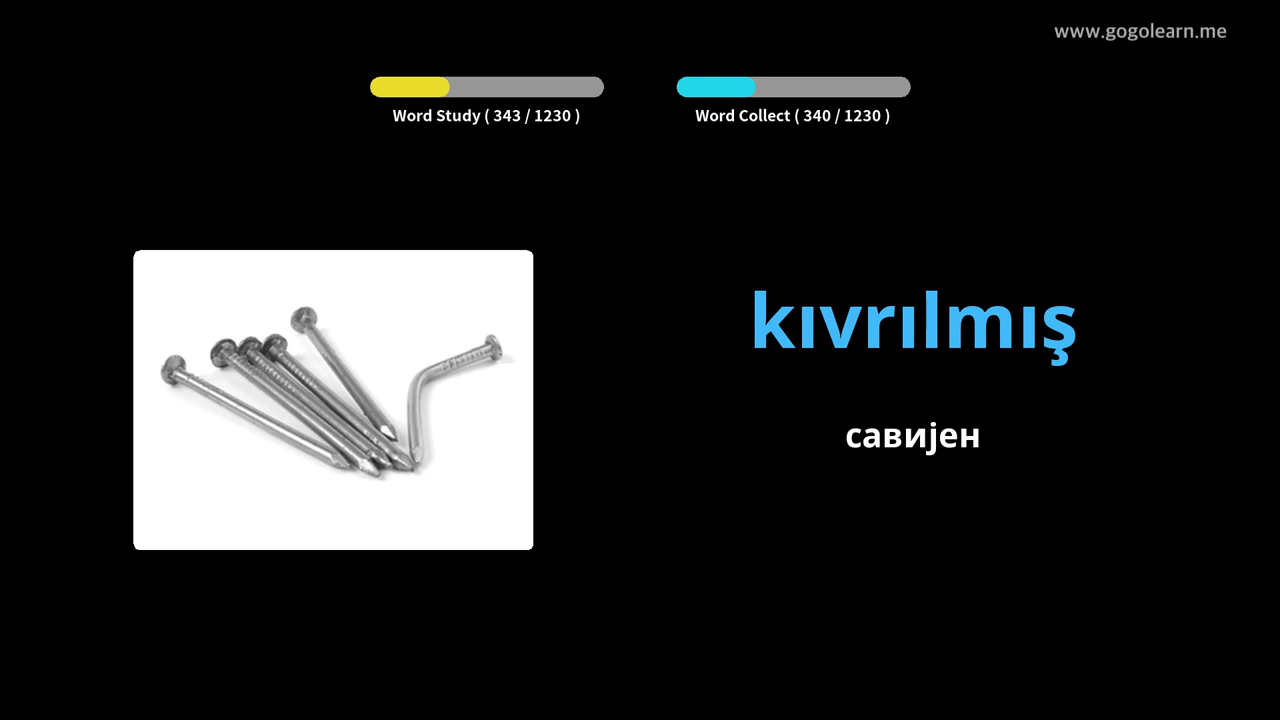 www.gogolearn.me
Word Study ( 343 / 1230 )
Word Collect ( 340 / 1230 )
kıvrılmış
савијен